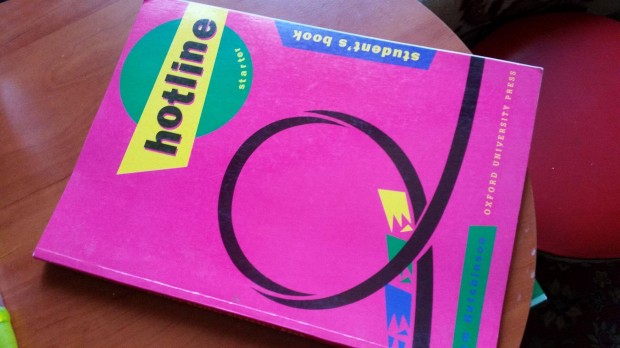 hotline
starter
student's book
OXFORD UNIVERSITY PRESS